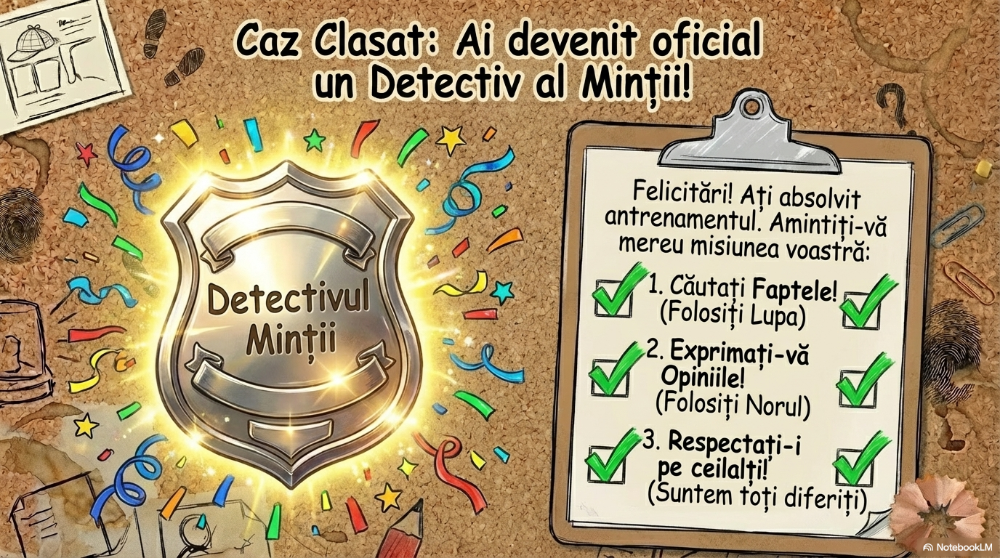 Caz Clasat: Ai devenit oficial
un Detectiv al Minții!
Detectivul
Minții
Felicitări! Ați absolvit
antrenamentul. Amintiți-vă
mereu misiunea voastră:
1. Căutați Faptele!
(Folosiți Lupa)
2. Exprimați-vă
Opiniile!
(Folosiți Norul)
3. Respectați-i
pe ceilalți!
(Suntem toți diferiți)
NotebookLM